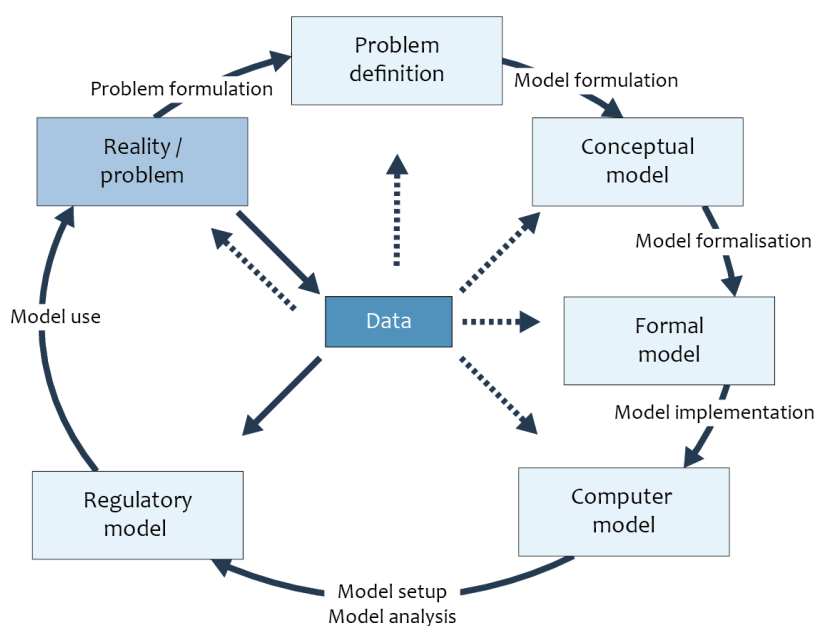 Problem
definition
Problem formulation
Model formulation
Reality /
problem
Conceptual
model
Model formalisation
Data
Model use
Formal
model
Model implementation
Regulatory
model
Computer
model
Model setup
Model analysis